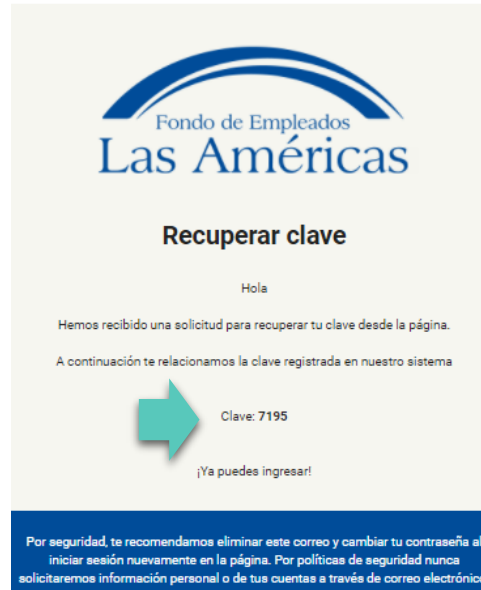 Fondo de Empleados
Las Américas
Recuperar clave
Hola
Hemos recibido una solicitud para recuperar tu clave desde la página.
A continuación te relacionamos la clave registrada en nuestro sistema
Clave: 7195
¡Ya puedes ingresar!
Por seguridad, te recomendamos eliminar este correo y cambiar tu contraseña al
iniciar sesión nuevamente en la página. Por políticas de seguridad nunca
solicitaremos información personal o de tus cuentas a través de correo electrónic